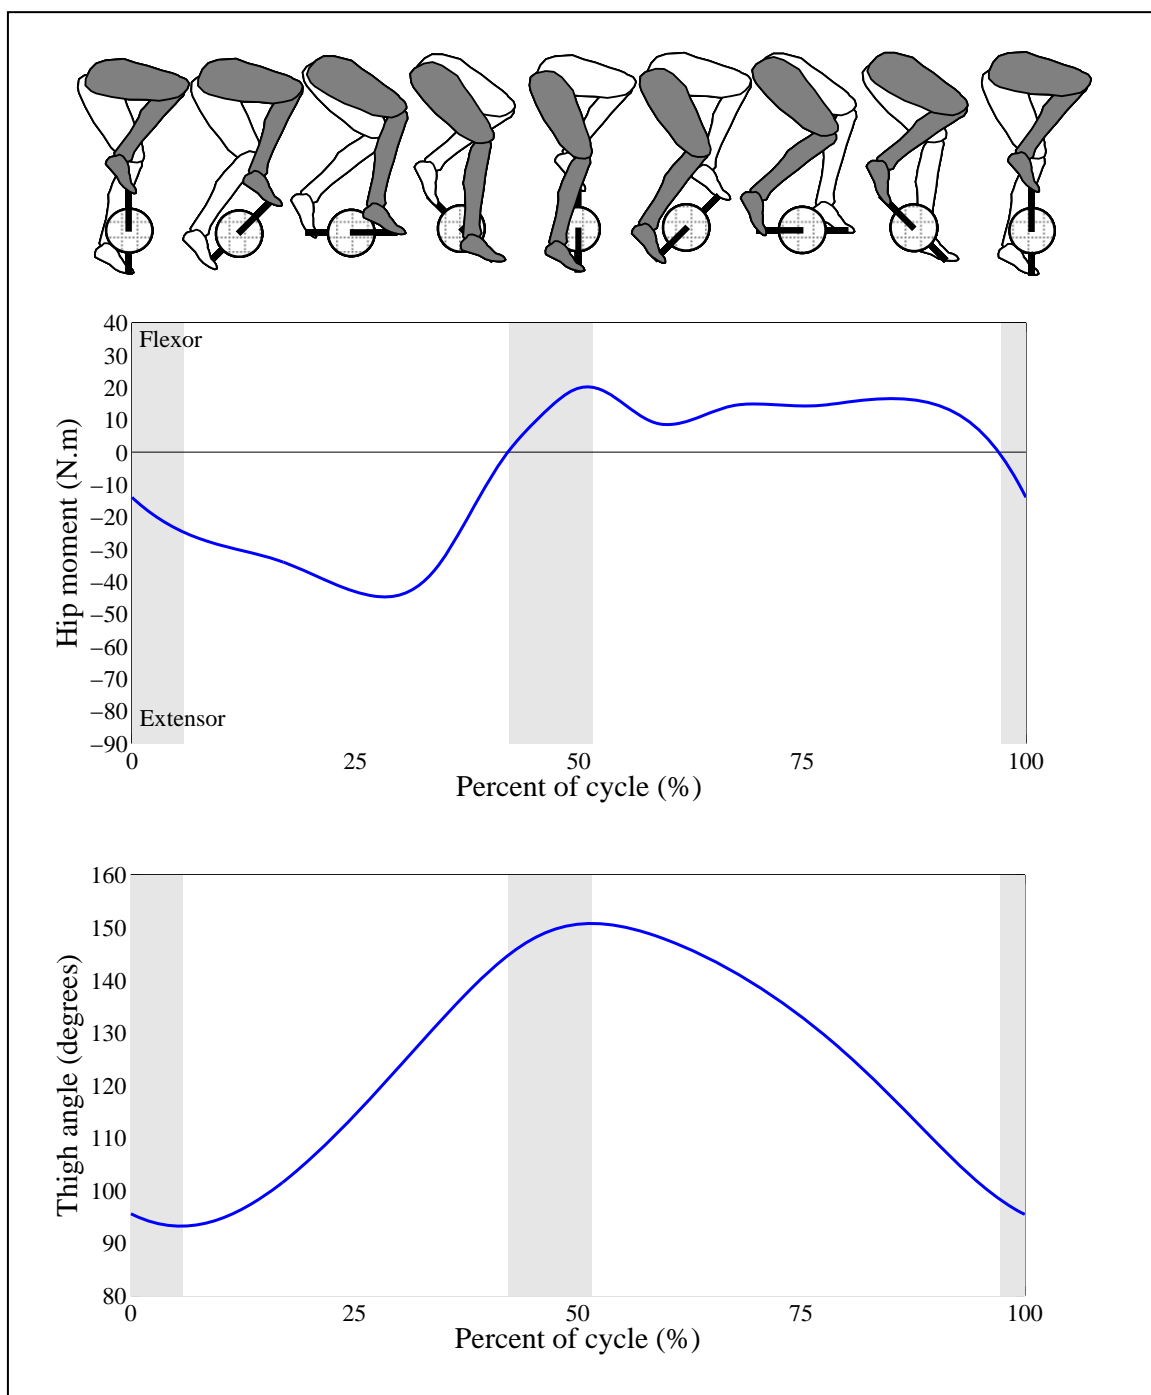 40
Flexor
30
20
10
0
−10
−20
−30
−40
−50
−60
−70
−80
Extensor
−90
Hip moment (N.m)
0 25 50 75 100
Percent of cycle (%)
160
150
140
130
120
110
100
90
80
Thigh angle (degrees)
0 25 50 75 100
Percent of cycle (%)